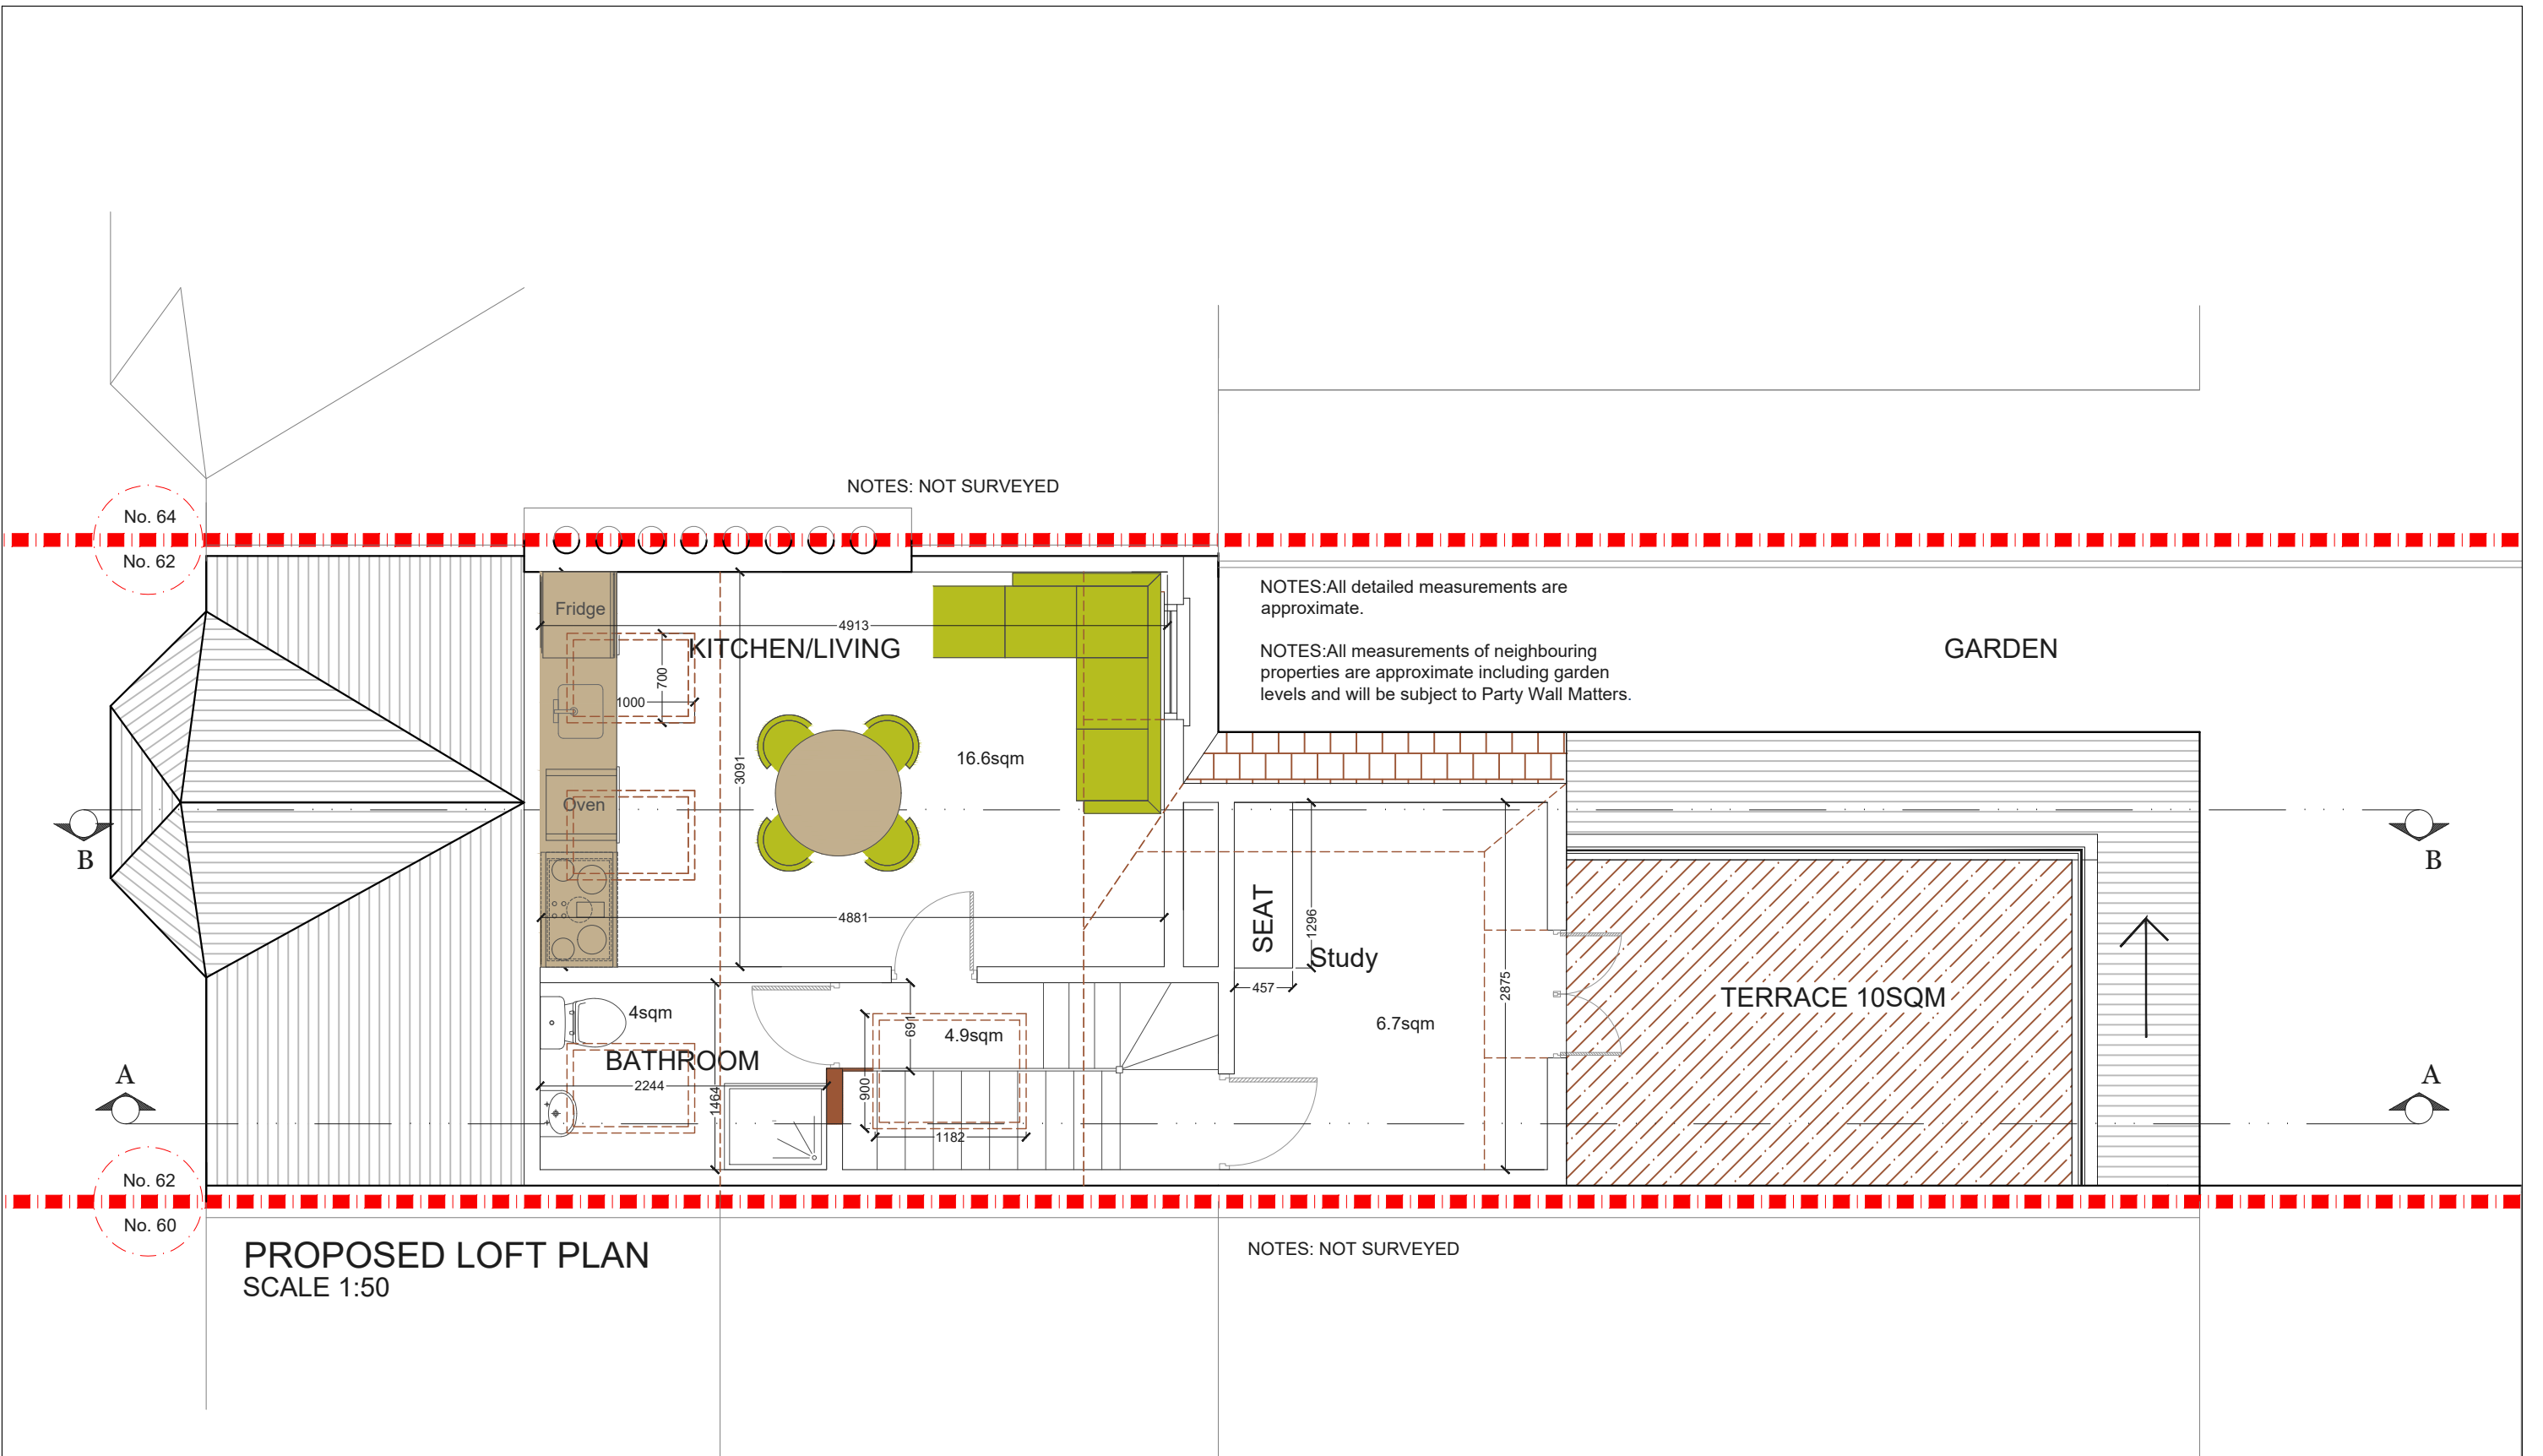 NOTES: NOT SURVEYED
No. 64
No. 62
NOTES:All detailed measurements are
approximate.
NOTES:All measurements of neighbouring
properties are approximate including garden
levels and will be subject to Party Wall Matters.
GARDEN
Fridge
4913
KITCHEN/LIVING
700
1000
3091
16.6sqm
Oven
B
B
4881
SEAT
1296
Study
457
2875
TERRACE 10SQM
4sqm
691
4.9sqm
6.7sqm
BATHROOM
2244
1464
900
1182
A
A
No. 62
No. 60
PROPOSED LOFT PLAN
SCALE 1:50
NOTES: NOT SURVEYED